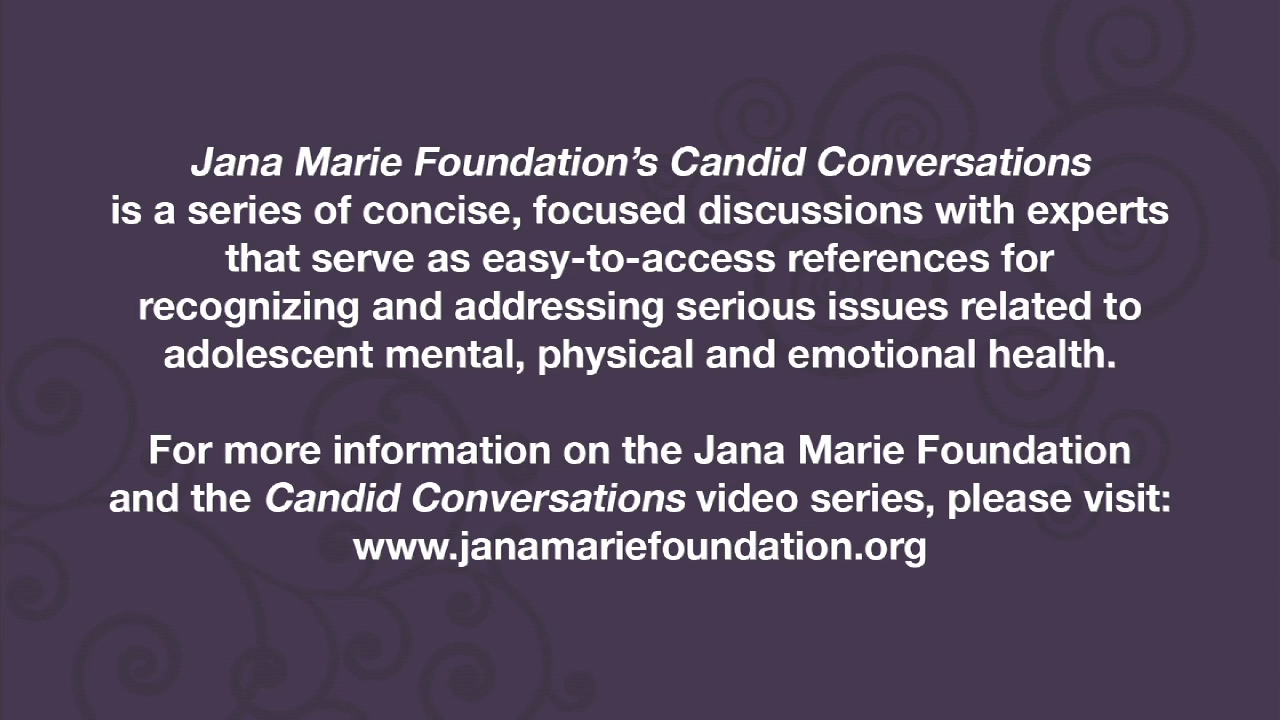 Jana Marie Foundation’s Candid Conversations
is a series of concise, focused discussions with experts
that serve as easy-to-access references for
recognizing and addressing serious issues related to
adolescent mental, physical and emotional health.
For more information on the Jana Marie Foundation
and the Candid Conversations video series, please visit:
www.janamariefoundation.org